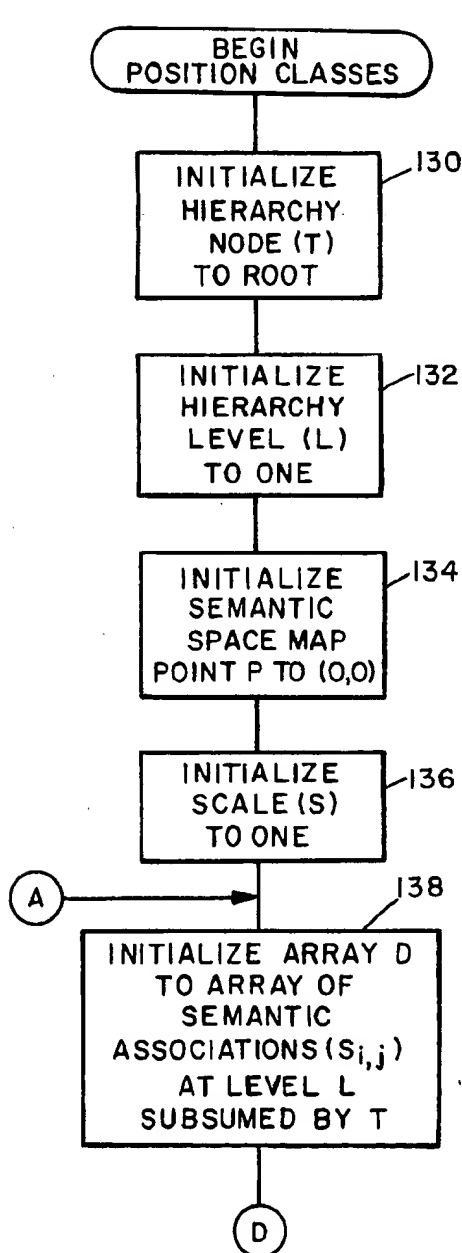 BEGIN
POSITION CLASSES
130
INITIALIZE
HIERARCHY
NODE (T)
TO ROOT
132
INITIALIZE
HIERARCHY
LEVEL (L)
TO ONE
134
INITIALIZE
SEMANTIC
SPACE MAP
POINT P TO (0,0)
136
INITIALIZE
SCALE (S)
TO ONE
A
138
INITIALIZE ARRAY D
TO ARRAY OF
SEMANTIC
ASSOCIATIONS (Si,j)
AT LEVEL L
SUBSUMED BY T
D